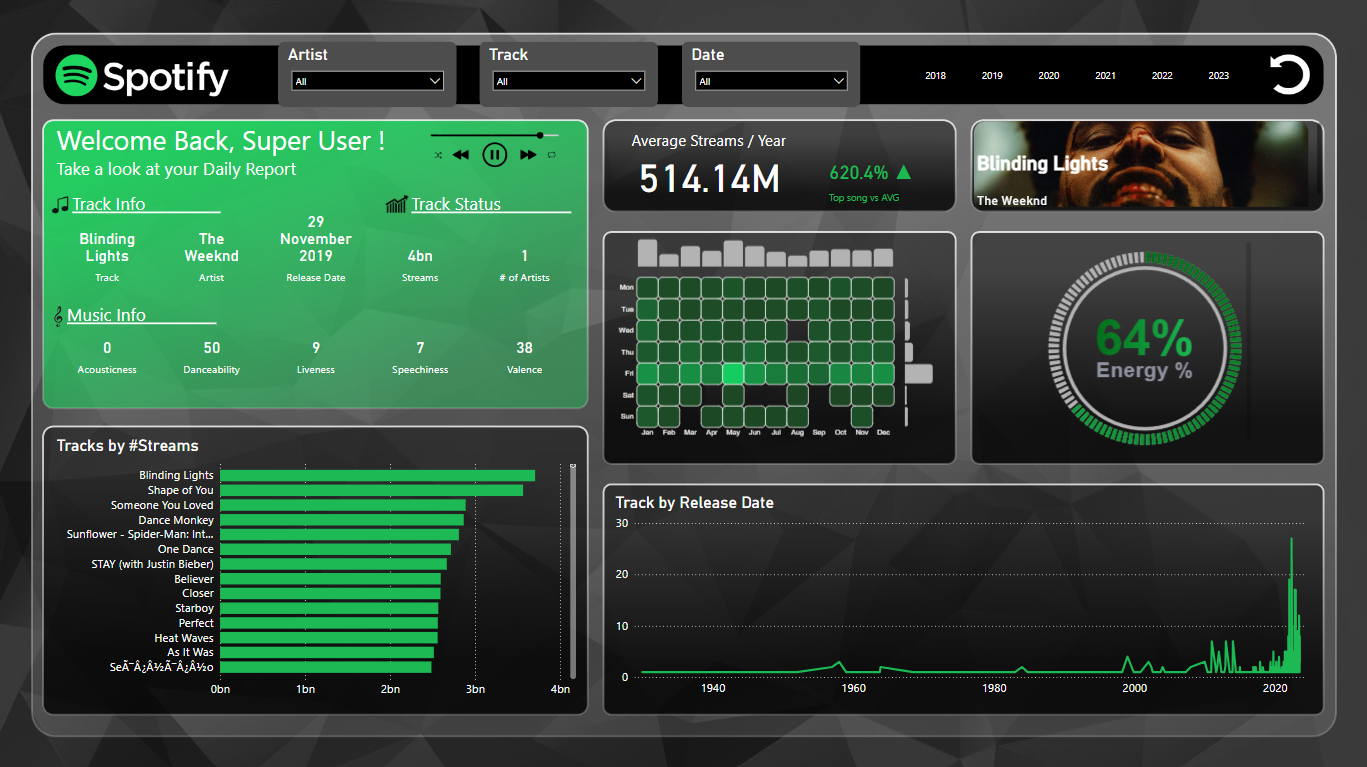 Spotify
Artist
All
Track
All
Date
All
2018 2019 2020 2021 2022 2023
Welcome Back, Super User !
Take a look at your Daily Report
Track Info
Track Status
Blinding Lights
Track
The Weeknd
Artist
29 November 2019
Release Date
4bn
Streams
1
# of Artists
Music Info
0
Acousticness
50
Danceability
9
Liveness
7
Speechiness
38
Valence
Average Streams / Year
514.14M
620.4% ▲
Top song vs AVG
Blinding Lights
The Weeknd
Mon
Tue
Wed
Thu
Fri
Sat
Sun
Jan Feb Mar Apr May Jun Jul Aug Sep Oct Nov Dec
64%
Energy %
Tracks by #Streams
Blinding Lights
Shape of You
Someone You Loved
Dance Monkey
Sunflower - Spider-Man: Int...
One Dance
STAY (with Justin Bieber)
Believer
Closer
Starboy
Perfect
Heat Waves
As It Was
SeÃ¯Â¿Â½Ã¯Â¿Â½o
0bn 1bn 2bn 3bn 4bn
Track by Release Date
30
20
10
0
1940 1960 1980 2000 2020